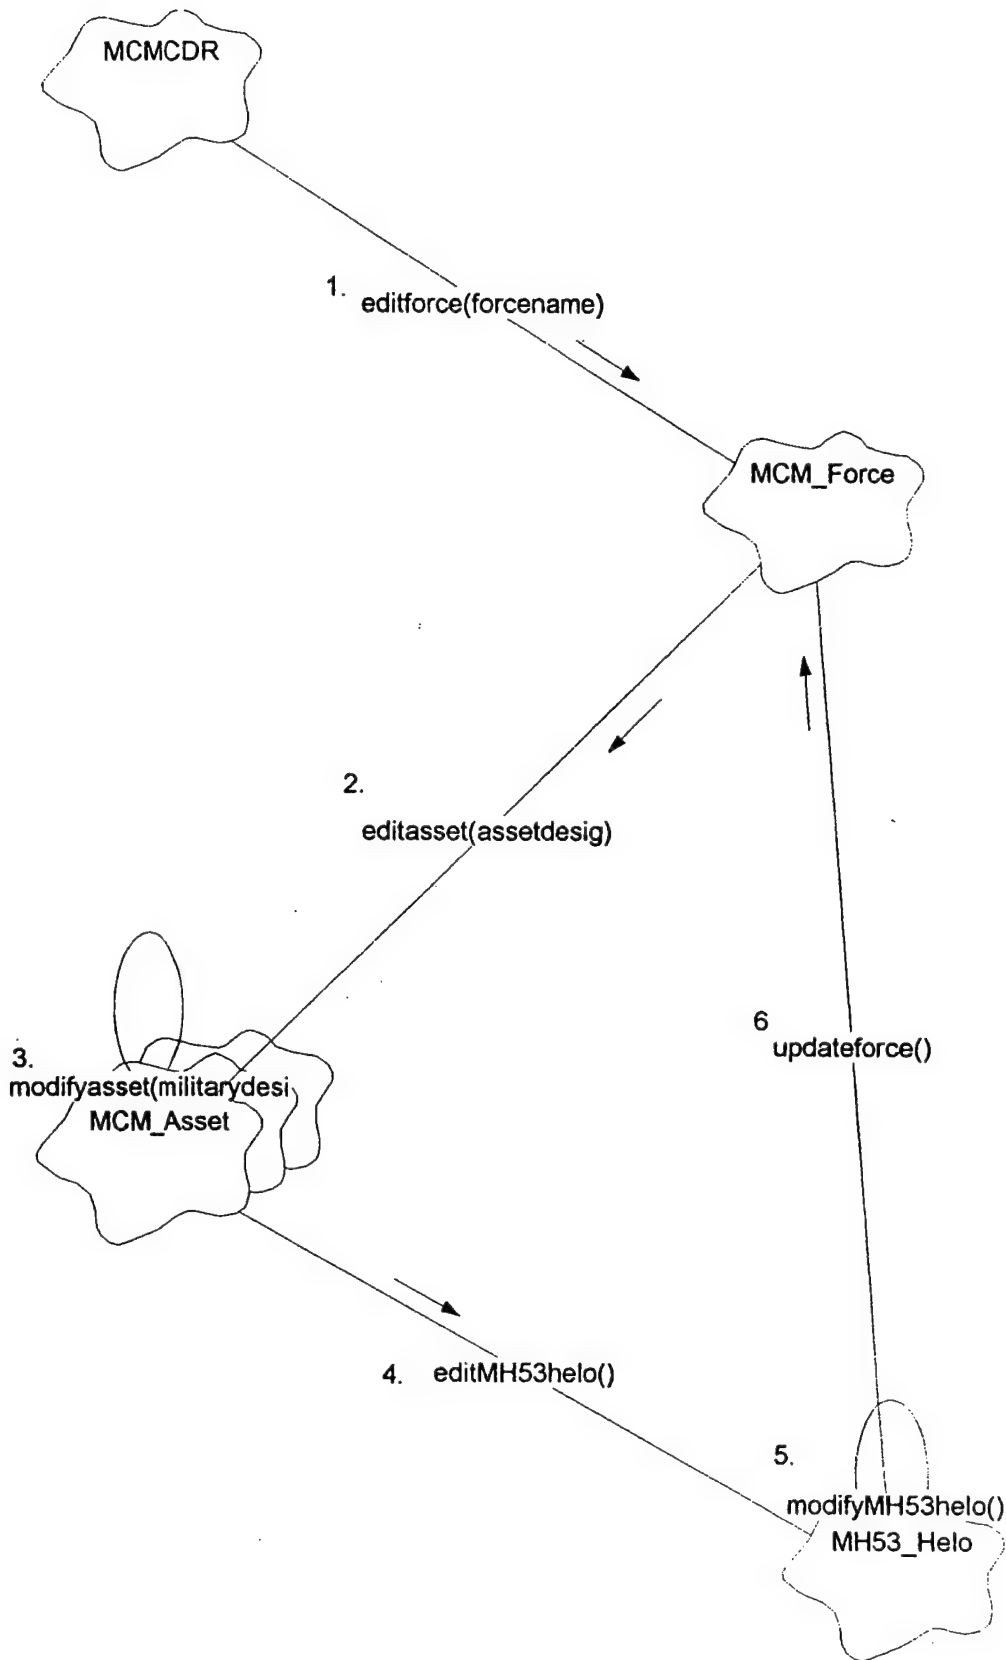 MCMCDR
1. editforce(forcename)
MCM_Force
2.
editasset(assetdesig)
3.
modifyasset(militarydesi
MCM_Asset
6
updateforce()
4. editMH53helo()
5.
modifyMH53helo()
MH53_Helo